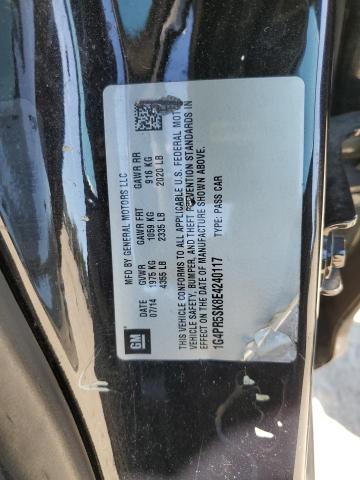 MFD BY GENERAL MOTORS LLC
DATE GVWR GAWR FRT GAWR RR
07/14 1975 KG 1059 KG 916 KG
4355 LB 2335 LB 2020 LB
GM
THIS VEHICLE CONFORMS TO ALL APPLICABLE U.S. FEDERAL MOTOR
VEHICLE SAFETY, BUMPER, AND THEFT PREVENTION STANDARDS IN
EFFECT ON THE DATE OF MANUFACTURE SHOWN ABOVE.
1G4PR5SK8E4240117 TYPE: PASS CAR